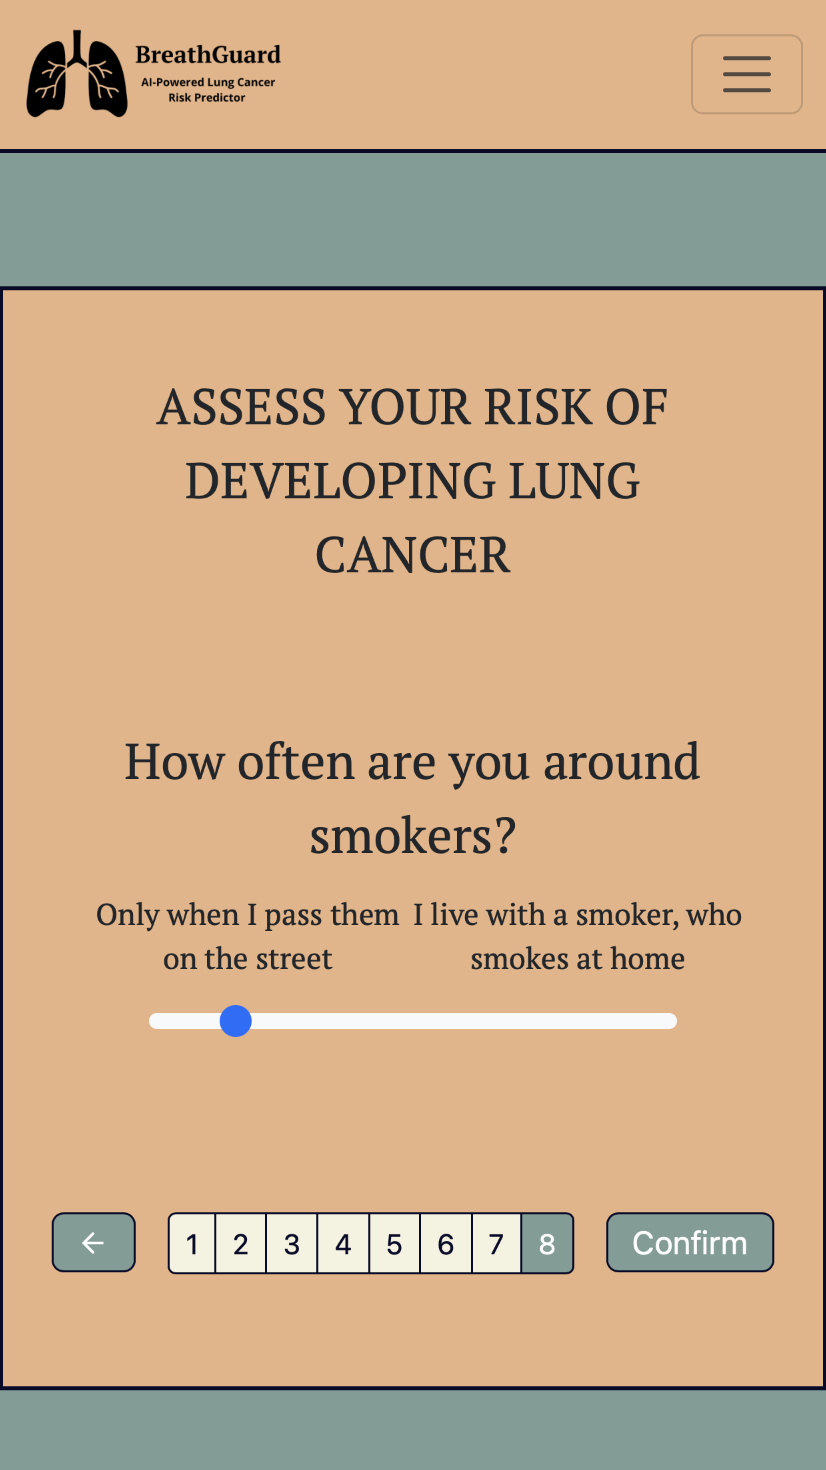 BreathGuard
AI-Powered Lung Cancer
Risk Predictor
ASSESS YOUR RISK OF
DEVELOPING LUNG
CANCER
How often are you around
smokers?
Only when I pass them
on the street
I live with a smoker, who
smokes at home
1 2 3 4 5 6 7 8
Confirm